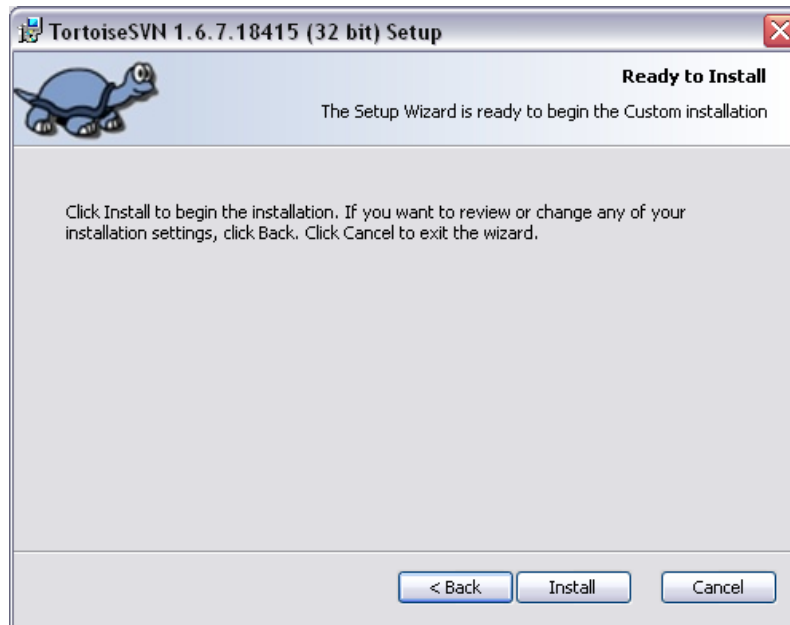 TortoiseSVN 1.6.7.18415 (32 bit) Setup
Ready to Install
The Setup Wizard is ready to begin the Custom installation
Click Install to begin the installation. If you want to review or change any of your
installation settings, click Back. Click Cancel to exit the wizard.
< Back Install Cancel